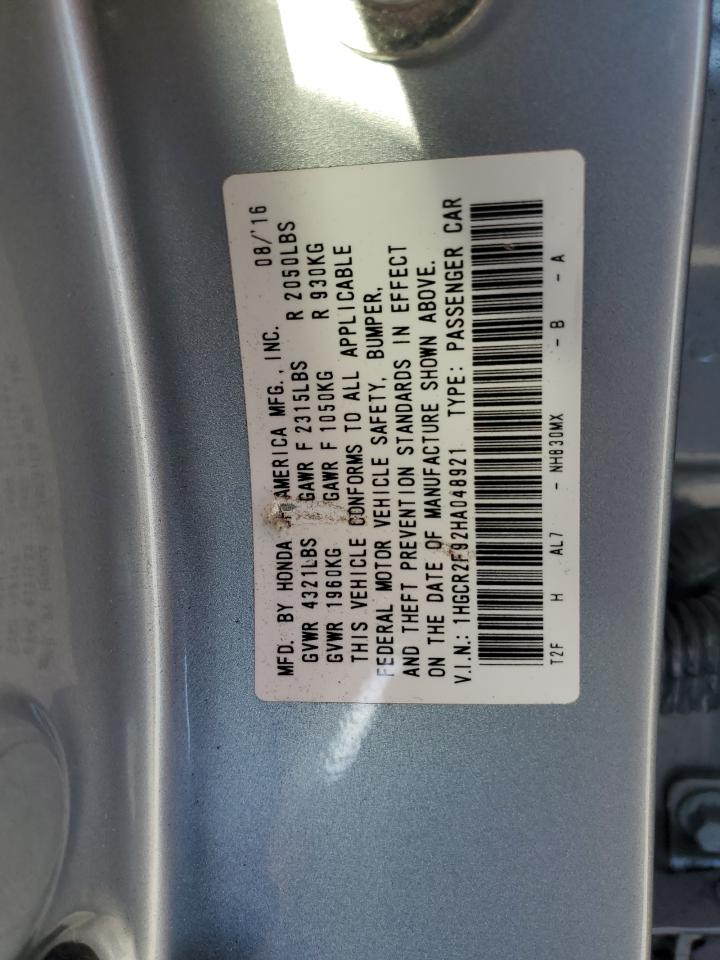 08/'16
MFD. BY HONDA OF AMERICA MFG., INC.
GVWR 4321LBS GAWR F 2315LBS R 2050LBS
GVWR 1960KG GAWR F 1050KG R 930KG
THIS VEHICLE CONFORMS TO ALL APPLICABLE
FEDERAL MOTOR VEHICLE SAFETY, BUMPER,
AND THEFT PREVENTION STANDARDS IN EFFECT
ON THE DATE OF MANUFACTURE SHOWN ABOVE.
V.I.N.: 1HGCR2F92HA048921 TYPE: PASSENGER CAR
T2F H AL7 - NH830MX - B - A